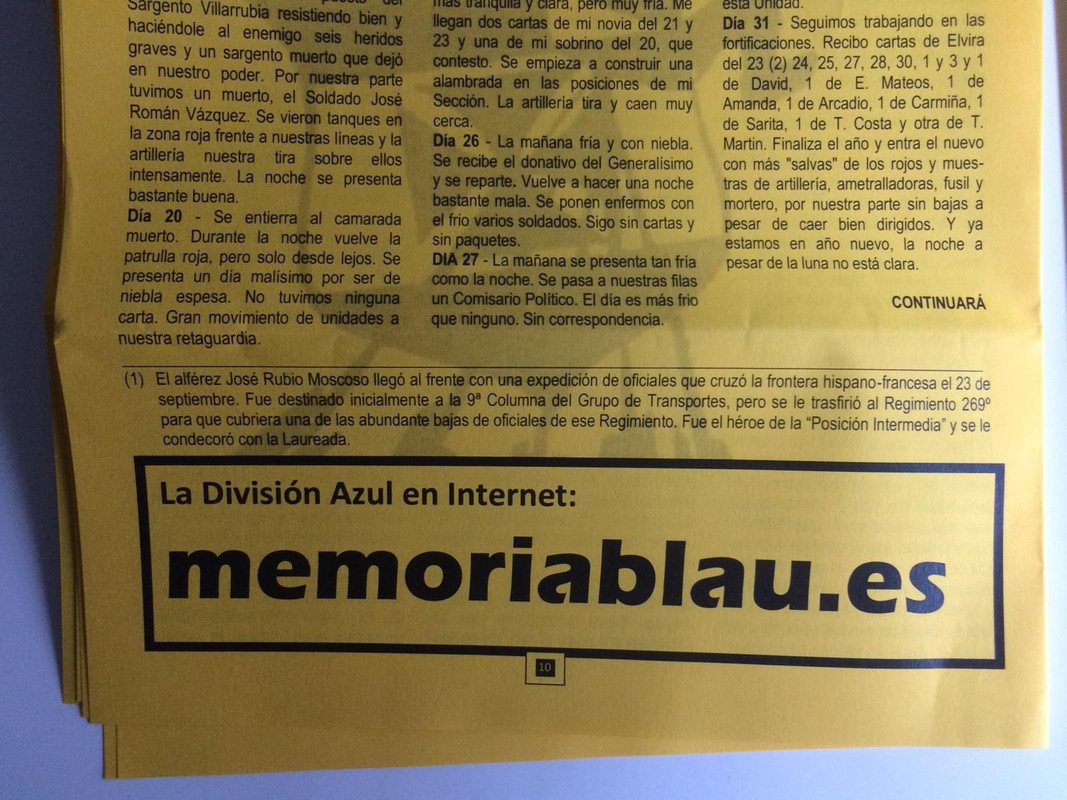 Sargento Villarrubia resistiendo bien y
haciéndole al enemigo seis heridos
graves y un sargento muerto que dejó
en nuestro poder. Por nuestra parte
tuvimos un muerto, el Soldado José
Román Vázquez. Se vieron tanques en
la zona roja frente a nuestras lineas y la
artillería nuestra tira sobre ellos
intensamente. La noche se presenta
bastante buena.
Día 20 - Se entierra al camarada
muerto. Durante la noche vuelve la
patrulla roja, pero solo desde lejos. Se
presenta un día malísimo por ser de
niebla espesa. No tuvimos ninguna
carta. Gran movimiento de unidades a
nuestra retaguardia.
más tranquila y clara, pero muy fría. Me
llegan dos cartas de mi novia del 21 y
23 y una de mi sobrino del 20, que
contesto. Se empieza a construir una
alambrada en las posiciones de mi
Sección. La artillería tira y caen muy
cerca.
Día 26 - La mañana fría y con niebla.
Se recibe el donativo del Generalísimo
y se reparte. Vuelve a hacer una noche
bastante mala. Se ponen enfermos con
el frio varios soldados. Sigo sin cartas y
sin paquetes.
DIA 27 - La mañana se presenta tan fría
como la noche. Se pasa a nuestras filas
un Comisario Político. El día es más frio
que ninguno. Sin correspondencia.
esta Unidad.
Día 31 - Seguimos trabajando en las
fortificaciones. Recibo cartas de Elvira
del 23 (2) 24, 25, 27, 28, 30, 1 y 3 y 1
de David, 1 de E. Mateos, 1 de
Amanda, 1 de Arcadio, 1 de Carmiña, 1
de Sarita, 1 de T. Costa y otra de T.
Martin. Finaliza el año y entra el nuevo
con más "salvas" de los rojos y mues-
tras de artillería, ametralladoras, fusil y
mortero, por nuestra parte sin bajas a
pesar de caer bien dirigidos. Y ya
estamos en año nuevo, la noche a
pesar de la luna no está clara.
CONTINUARÁ
(1) El alférez José Rubio Moscoso llegó al frente con una expedición de oficiales que cruzó la frontera hispano-francesa el 23 de
septiembre. Fue destinado inicialmente a la 9ª Columna del Grupo de Transportes, pero se le trasfirió al Regimiento 269º
para que cubriera una de las abundante bajas de oficiales de ese Regimiento. Fue el héroe de la “Posición Intermedia” y se le
condecoró con la Laureada.
La División Azul en Internet:
memoriablau.es
10